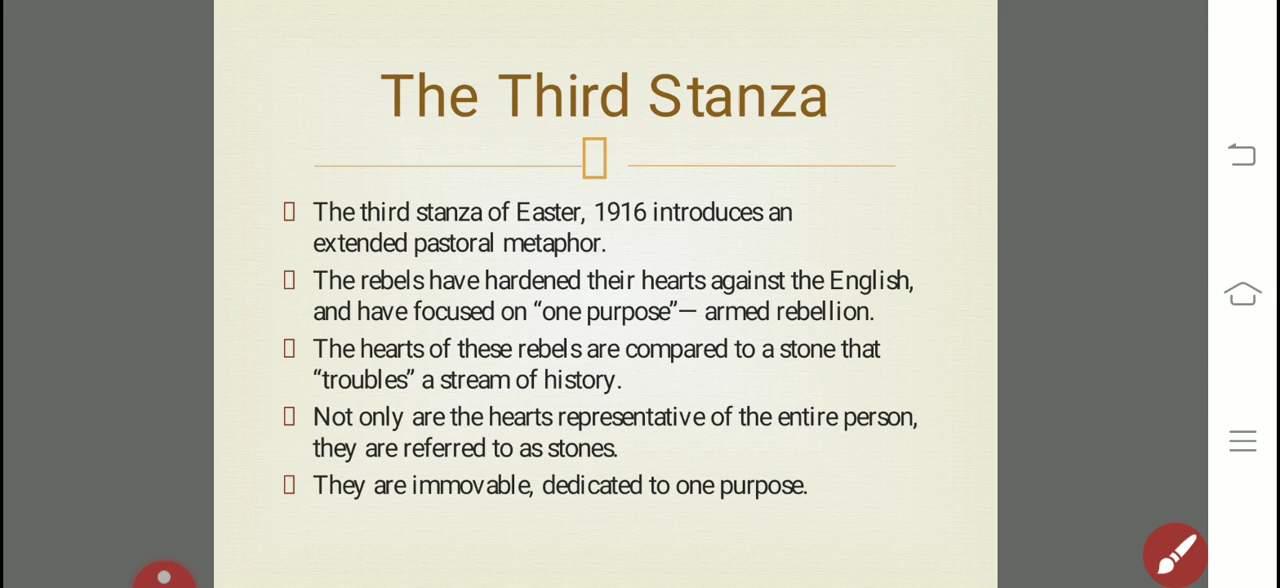 The Third Stanza
The third stanza of Easter, 1916 introduces an
extended pastoral metaphor.
The rebels have hardened their hearts against the English,
and have focused on “one purpose”— armed rebellion.
The hearts of these rebels are compared to a stone that
“troubles” a stream of history.
Not only are the hearts representative of the entire person,
they are referred to as stones.
They are immovable, dedicated to one purpose.